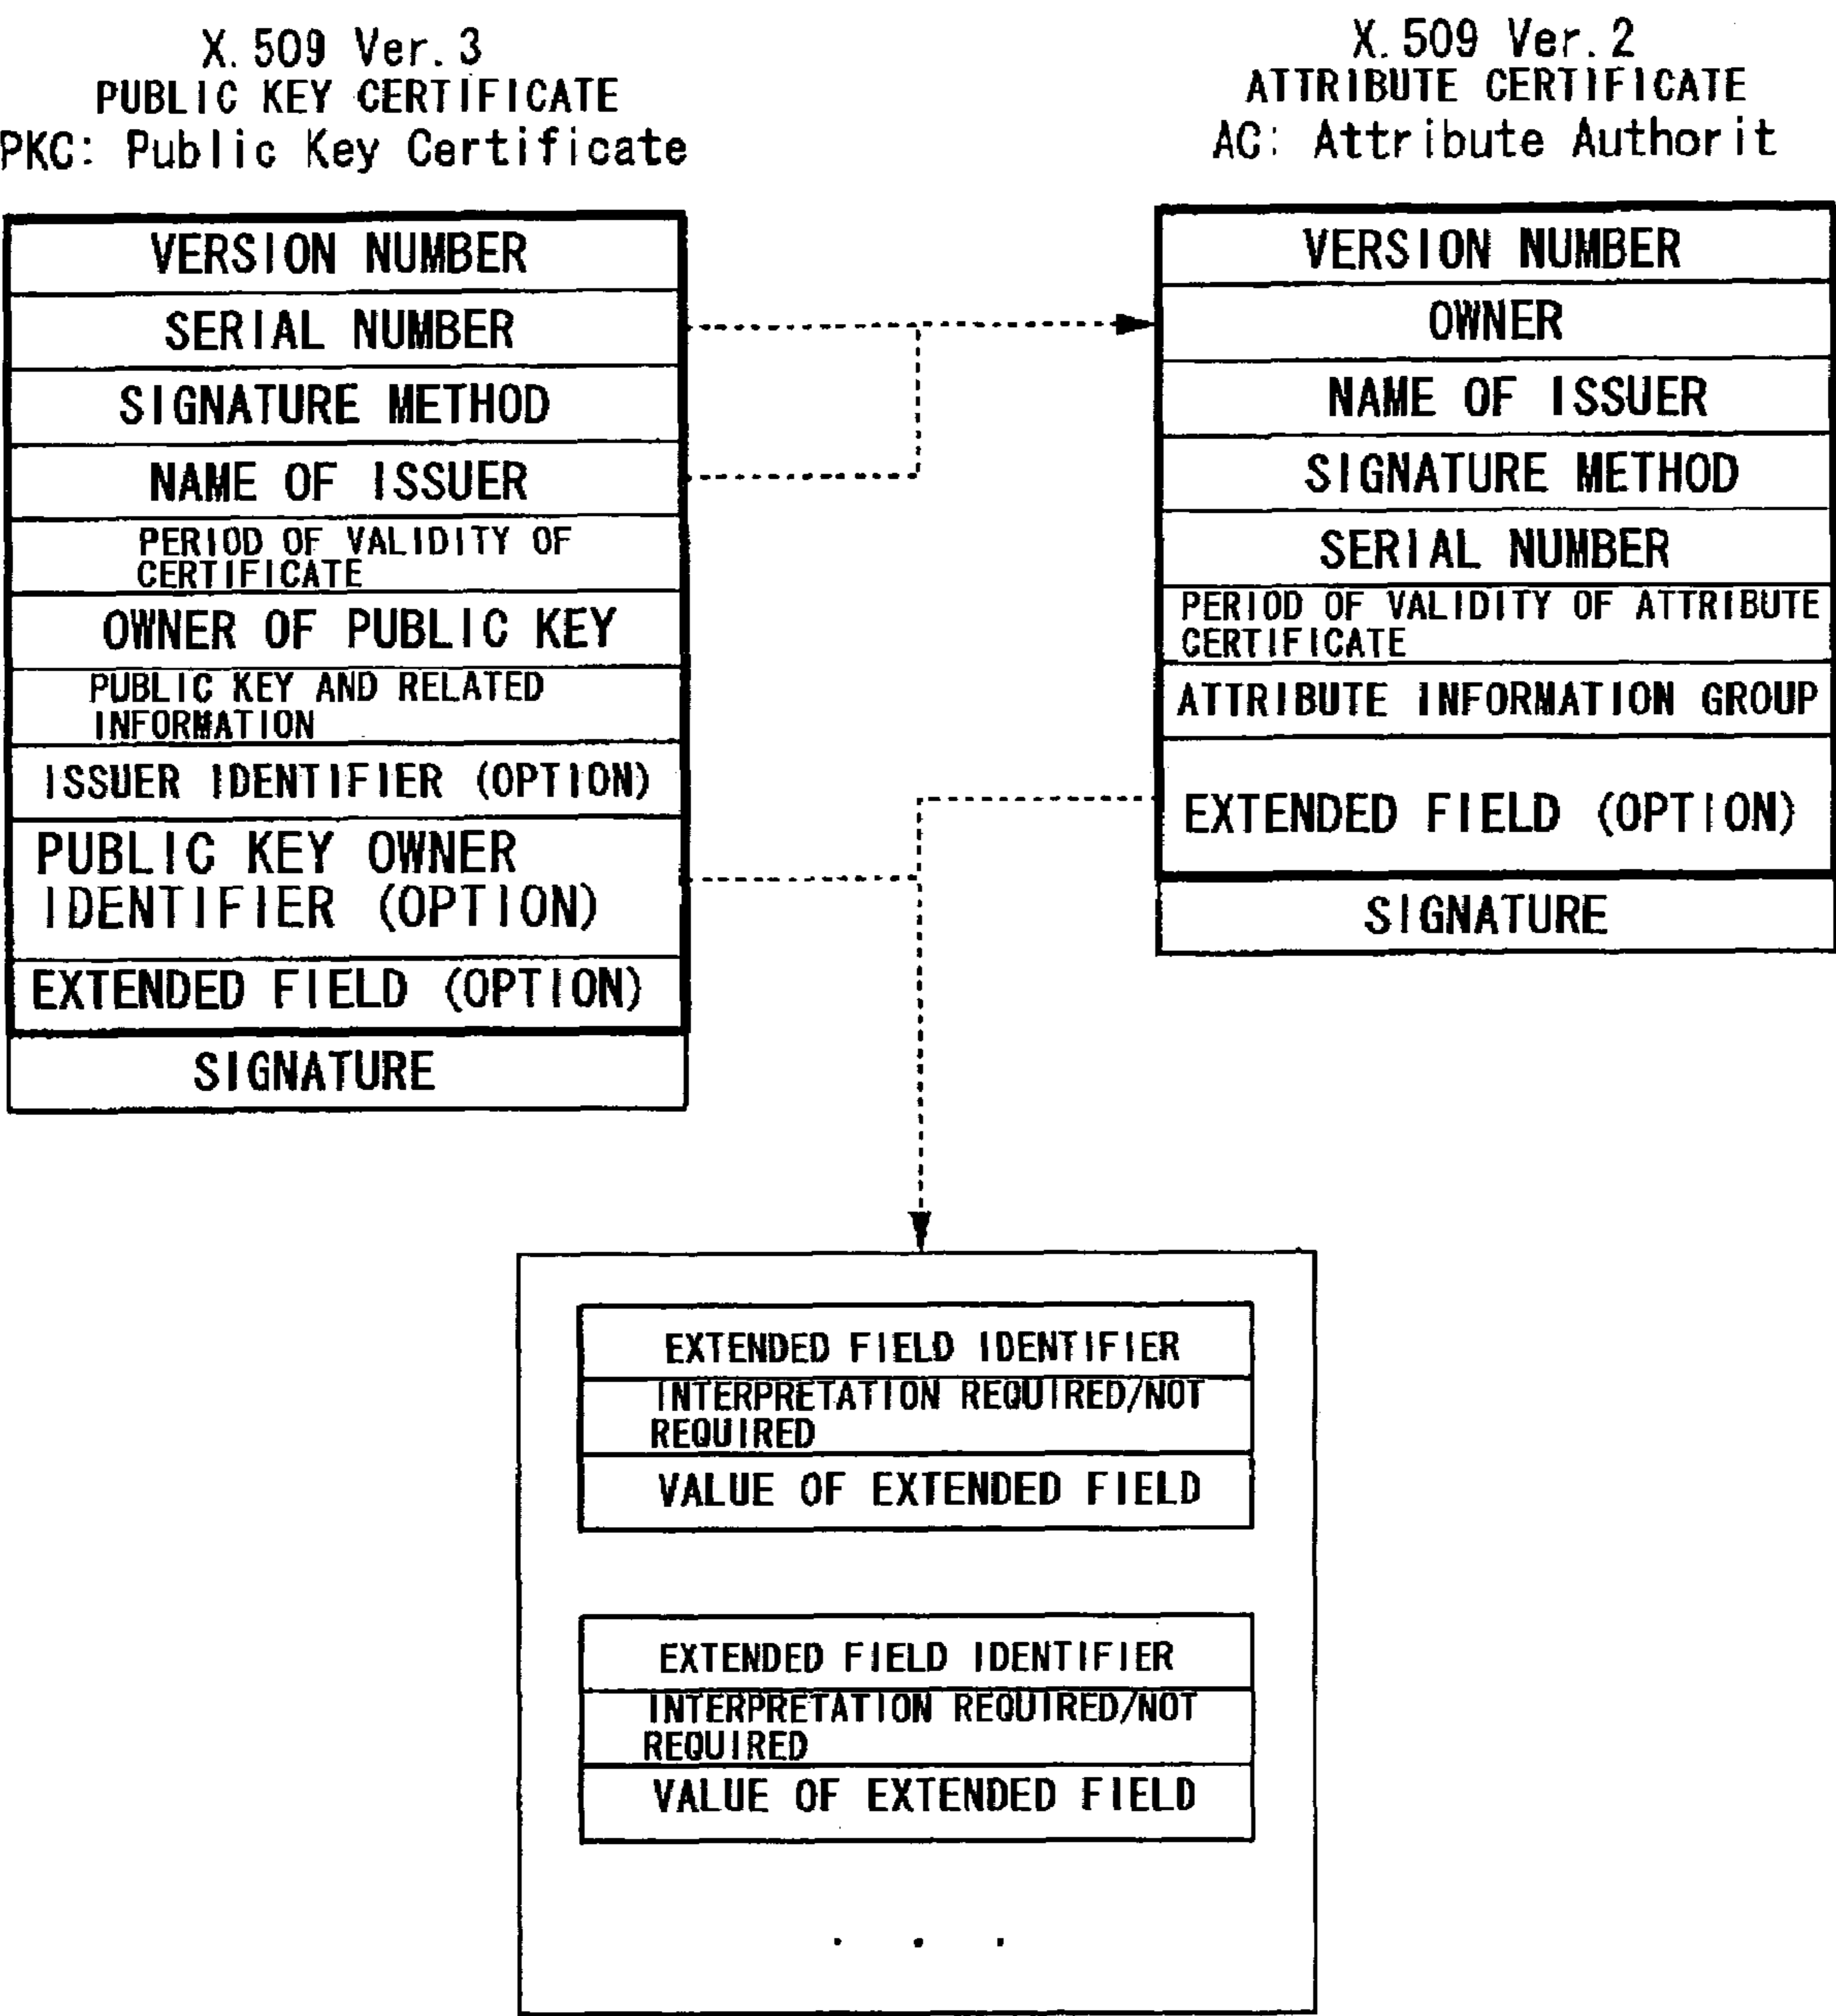 X.509 Ver.3
PUBLIC KEY CERTIFICATE
PKC: Public Key Certificate
VERSION NUMBER
SERIAL NUMBER
SIGNATURE METHOD
NAME OF ISSUER
PERIOD OF VALIDITY OF
CERTIFICATE
OWNER OF PUBLIC KEY
PUBLIC KEY AND RELATED
INFORMATION
ISSUER IDENTIFIER (OPTION)
PUBLIC KEY OWNER
IDENTIFIER (OPTION)
EXTENDED FIELD (OPTION)
SIGNATURE
X.509 Ver.2
ATTRIBUTE CERTIFICATE
AC: Attribute Authorit
VERSION NUMBER
OWNER
NAME OF ISSUER
SIGNATURE METHOD
SERIAL NUMBER
PERIOD OF VALIDITY OF ATTRIBUTE
CERTIFICATE
ATTRIBUTE INFORMATION GROUP
EXTENDED FIELD (OPTION)
SIGNATURE
EXTENDED FIELD IDENTIFIER
INTERPRETATION REQUIRED/NOT
REQUIRED
VALUE OF EXTENDED FIELD
EXTENDED FIELD IDENTIFIER
INTERPRETATION REQUIRED/NOT
REQUIRED
VALUE OF EXTENDED FIELD
. . .